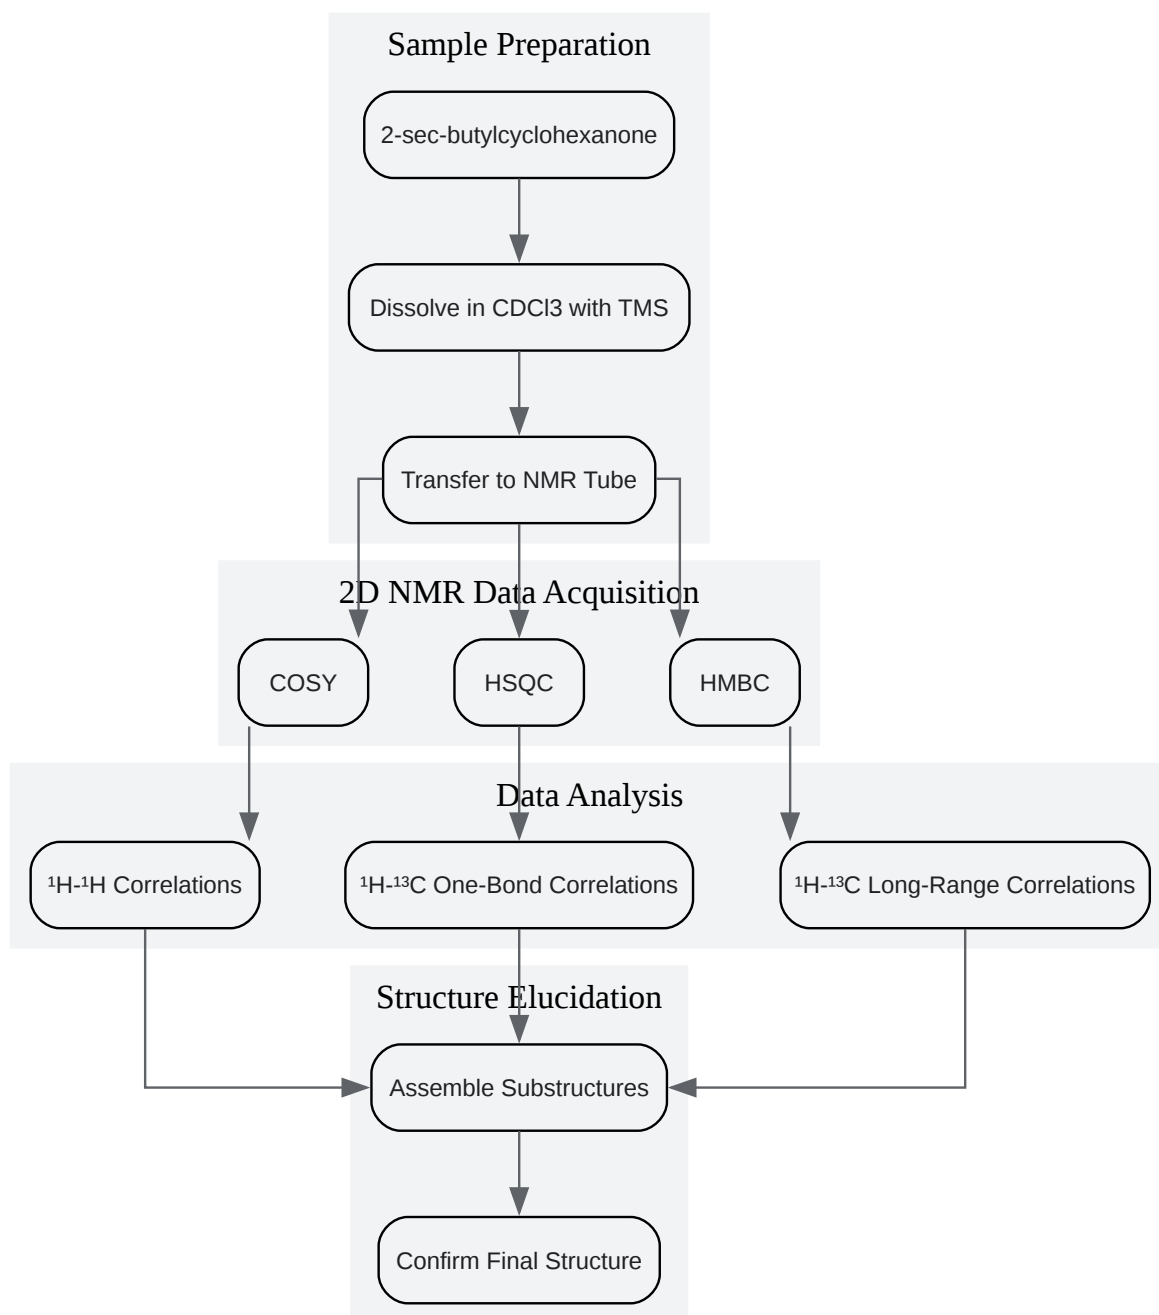 Sample Preparation
2-sec-butylcyclohexanone
Dissolve in CDCl3 with TMS
Transfer to NMR Tube
2D NMR Data Acquisition
COSY
HSQC
HMBC
Data Analysis
¹H-¹H Correlations
¹H-¹³C One-Bond Correlations
¹H-¹³C Long-Range Correlations
Structure Elucidation
Assemble Substructures
Confirm Final Structure